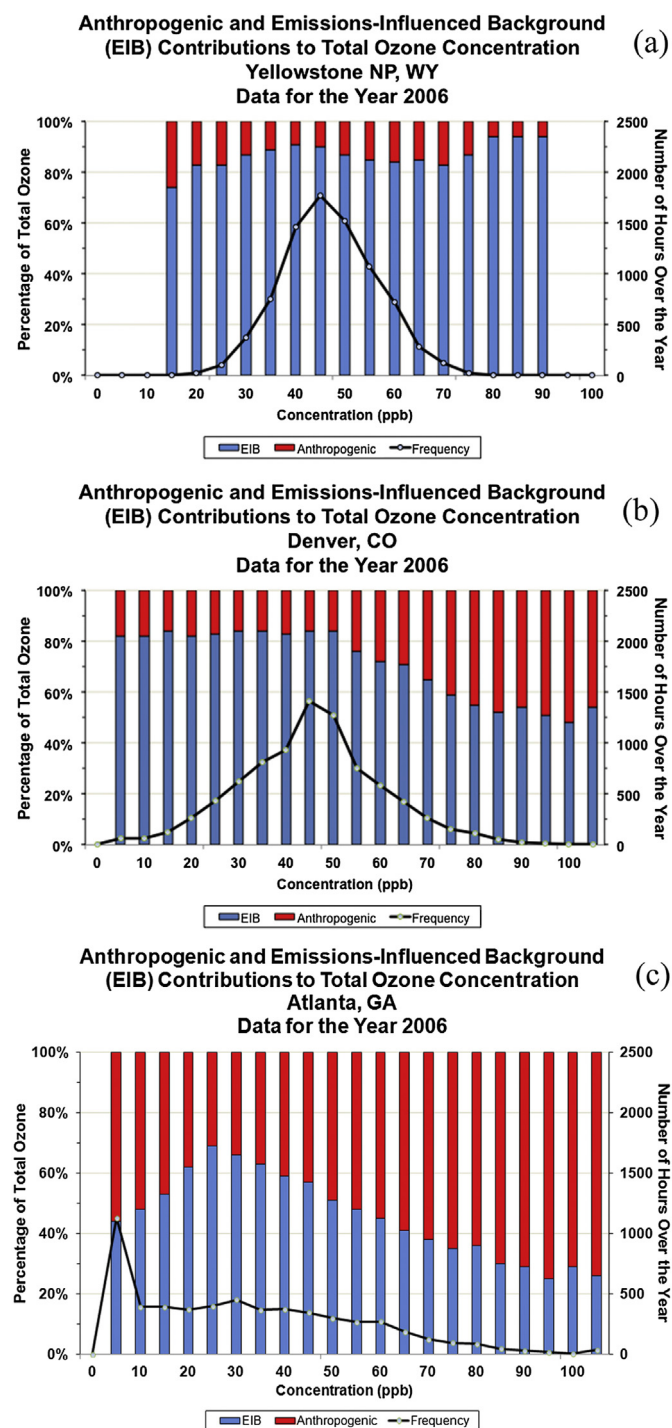 Anthropogenic and Emissions-Influenced Background
(EIB) Contributions to Total Ozone Concentration
Yellowstone NP, WY
Data for the Year 2006
(a)
Percentage of Total Ozone
100%
80%
60%
40%
20%
0%
2500
2000
1500
1000
500
0
Number of Hours Over the Year
0 10 20 30 40 50 60 70 80 90 100
Concentration (ppb)
EIB Anthropogenic Frequency
Anthropogenic and Emissions-Influenced Background
(EIB) Contributions to Total Ozone Concentration
Denver, CO
Data for the Year 2006
(b)
Percentage of Total Ozone
100%
80%
60%
40%
20%
0%
2500
2000
1500
1000
500
0
Number of Hours Over the Year
0 10 20 30 40 50 60 70 80 90 100
Concentration (ppb)
EIB Anthropogenic Frequency
Anthropogenic and Emissions-Influenced Background
(EIB) Contributions to Total Ozone Concentration
Atlanta, GA
Data for the Year 2006
(c)
Percentage of Total Ozone
100%
80%
60%
40%
20%
0%
2500
2000
1500
1000
500
0
Number of Hours Over the Year
0 10 20 30 40 50 60 70 80 90 100
Concentration (ppb)
EIB Anthropogenic Frequency